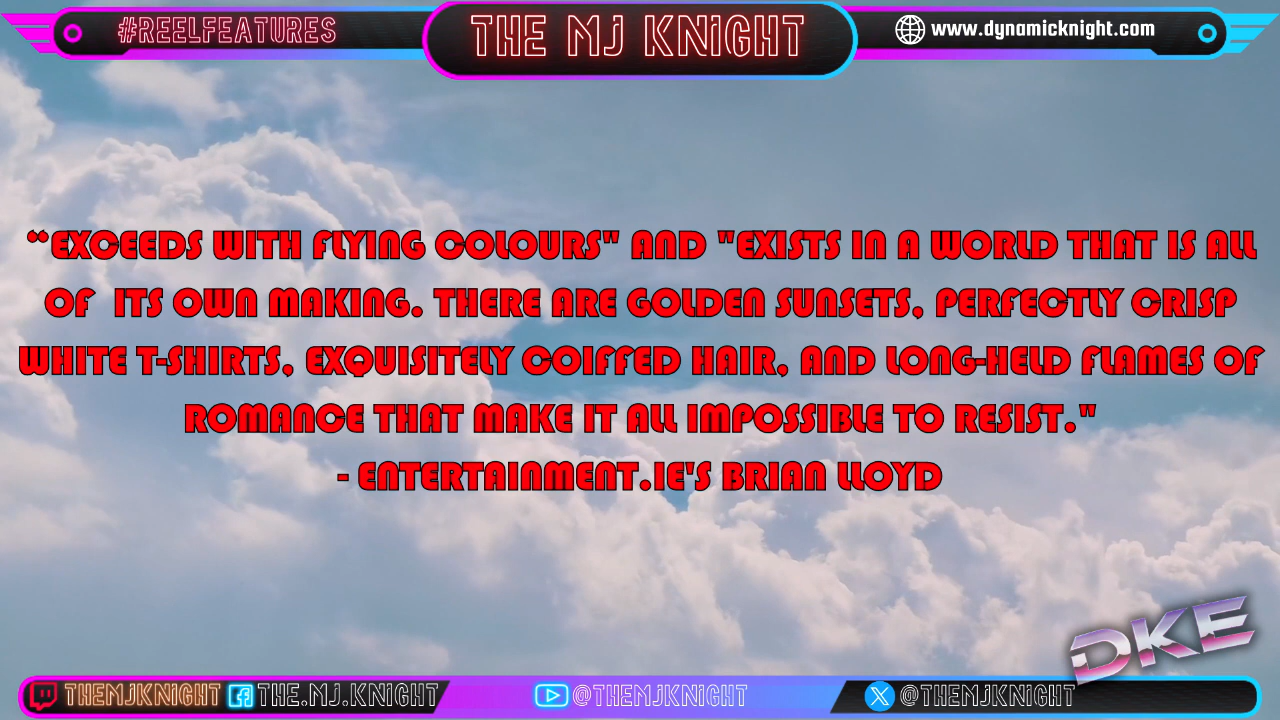 #REELFEATURES
THE MJ KNIGHT
www.dynamicknight.com
“EXCEEDS WITH FLYING COLOURS" AND "EXISTS IN A WORLD THAT IS ALL
OF ITS OWN MAKING. THERE ARE GOLDEN SUNSETS, PERFECTLY CRISP
WHITE T-SHIRTS, EXQUISITELY COIFFED HAIR, AND LONG-HELD FLAMES OF
ROMANCE THAT MAKE IT ALL IMPOSSIBLE TO RESIST."
- ENTERTAINMENT.IE'S BRIAN LLOYD
DKE
THEMJKNIGHT
THE.MJ.KNIGHT
@THEMJKNIGHT
@THEMJKNIGHT